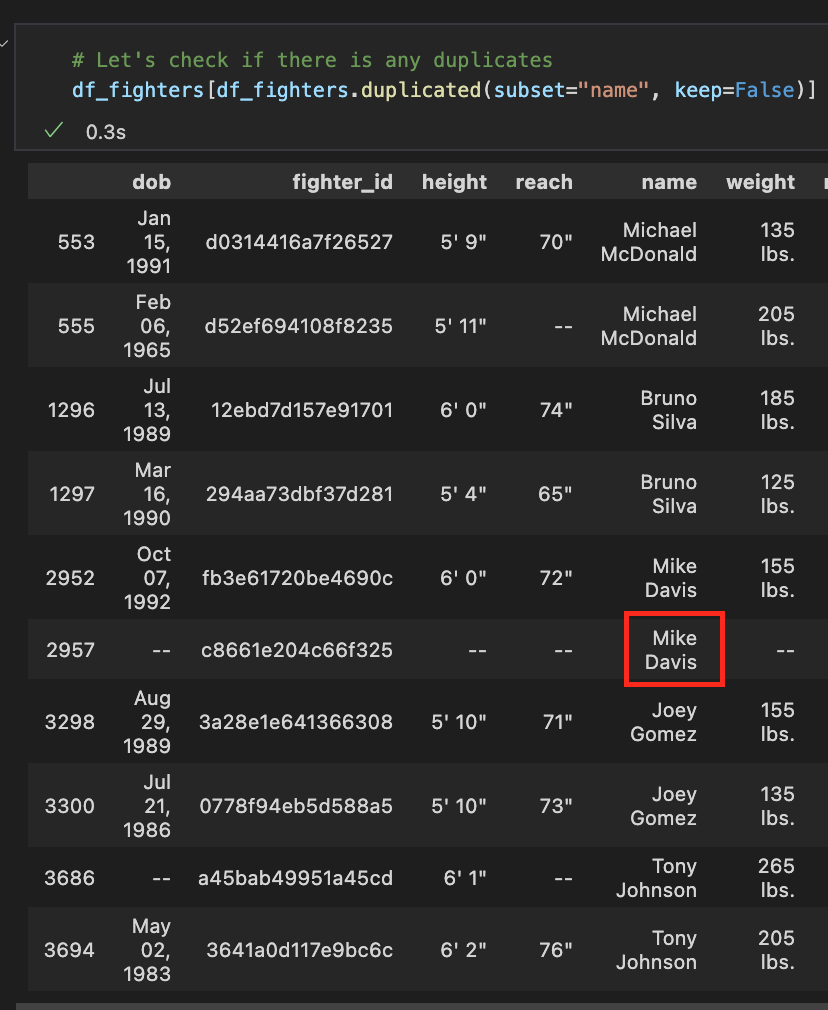 # Let's check if there is any duplicates
df_fighters[df_fighters.duplicated(subset="name", keep=False)]
0.3s
dob fighter_id height reach name weight
553 Jan 15, 1991 d0314416a7f26527 5' 9" 70" Michael McDonald 135 lbs.
555 Feb 06, 1965 d52ef694108f8235 5' 11" -- Michael McDonald 205 lbs.
1296 Jul 13, 1989 12ebd7d157e91701 6' 0" 74" Bruno Silva 185 lbs.
1297 Mar 16, 1990 294aa73dbf37d281 5' 4" 65" Bruno Silva 125 lbs.
2952 Oct 07, 1992 fb3e61720be4690c 6' 0" 72" Mike Davis 155 lbs.
2957 -- c8661e204c66f325 -- -- Mike Davis --
3298 Aug 29, 1989 3a28e1e641366308 5' 10" 71" Joey Gomez 155 lbs.
3300 Jul 21, 1986 0778f94eb5d588a5 5' 10" 73" Joey Gomez 135 lbs.
3686 -- a45bab49951a45cd 6' 1" -- Tony Johnson 265 lbs.
3694 May 02, 1983 3641a0d117e9bc6c 6' 2" 76" Tony Johnson 205 lbs.